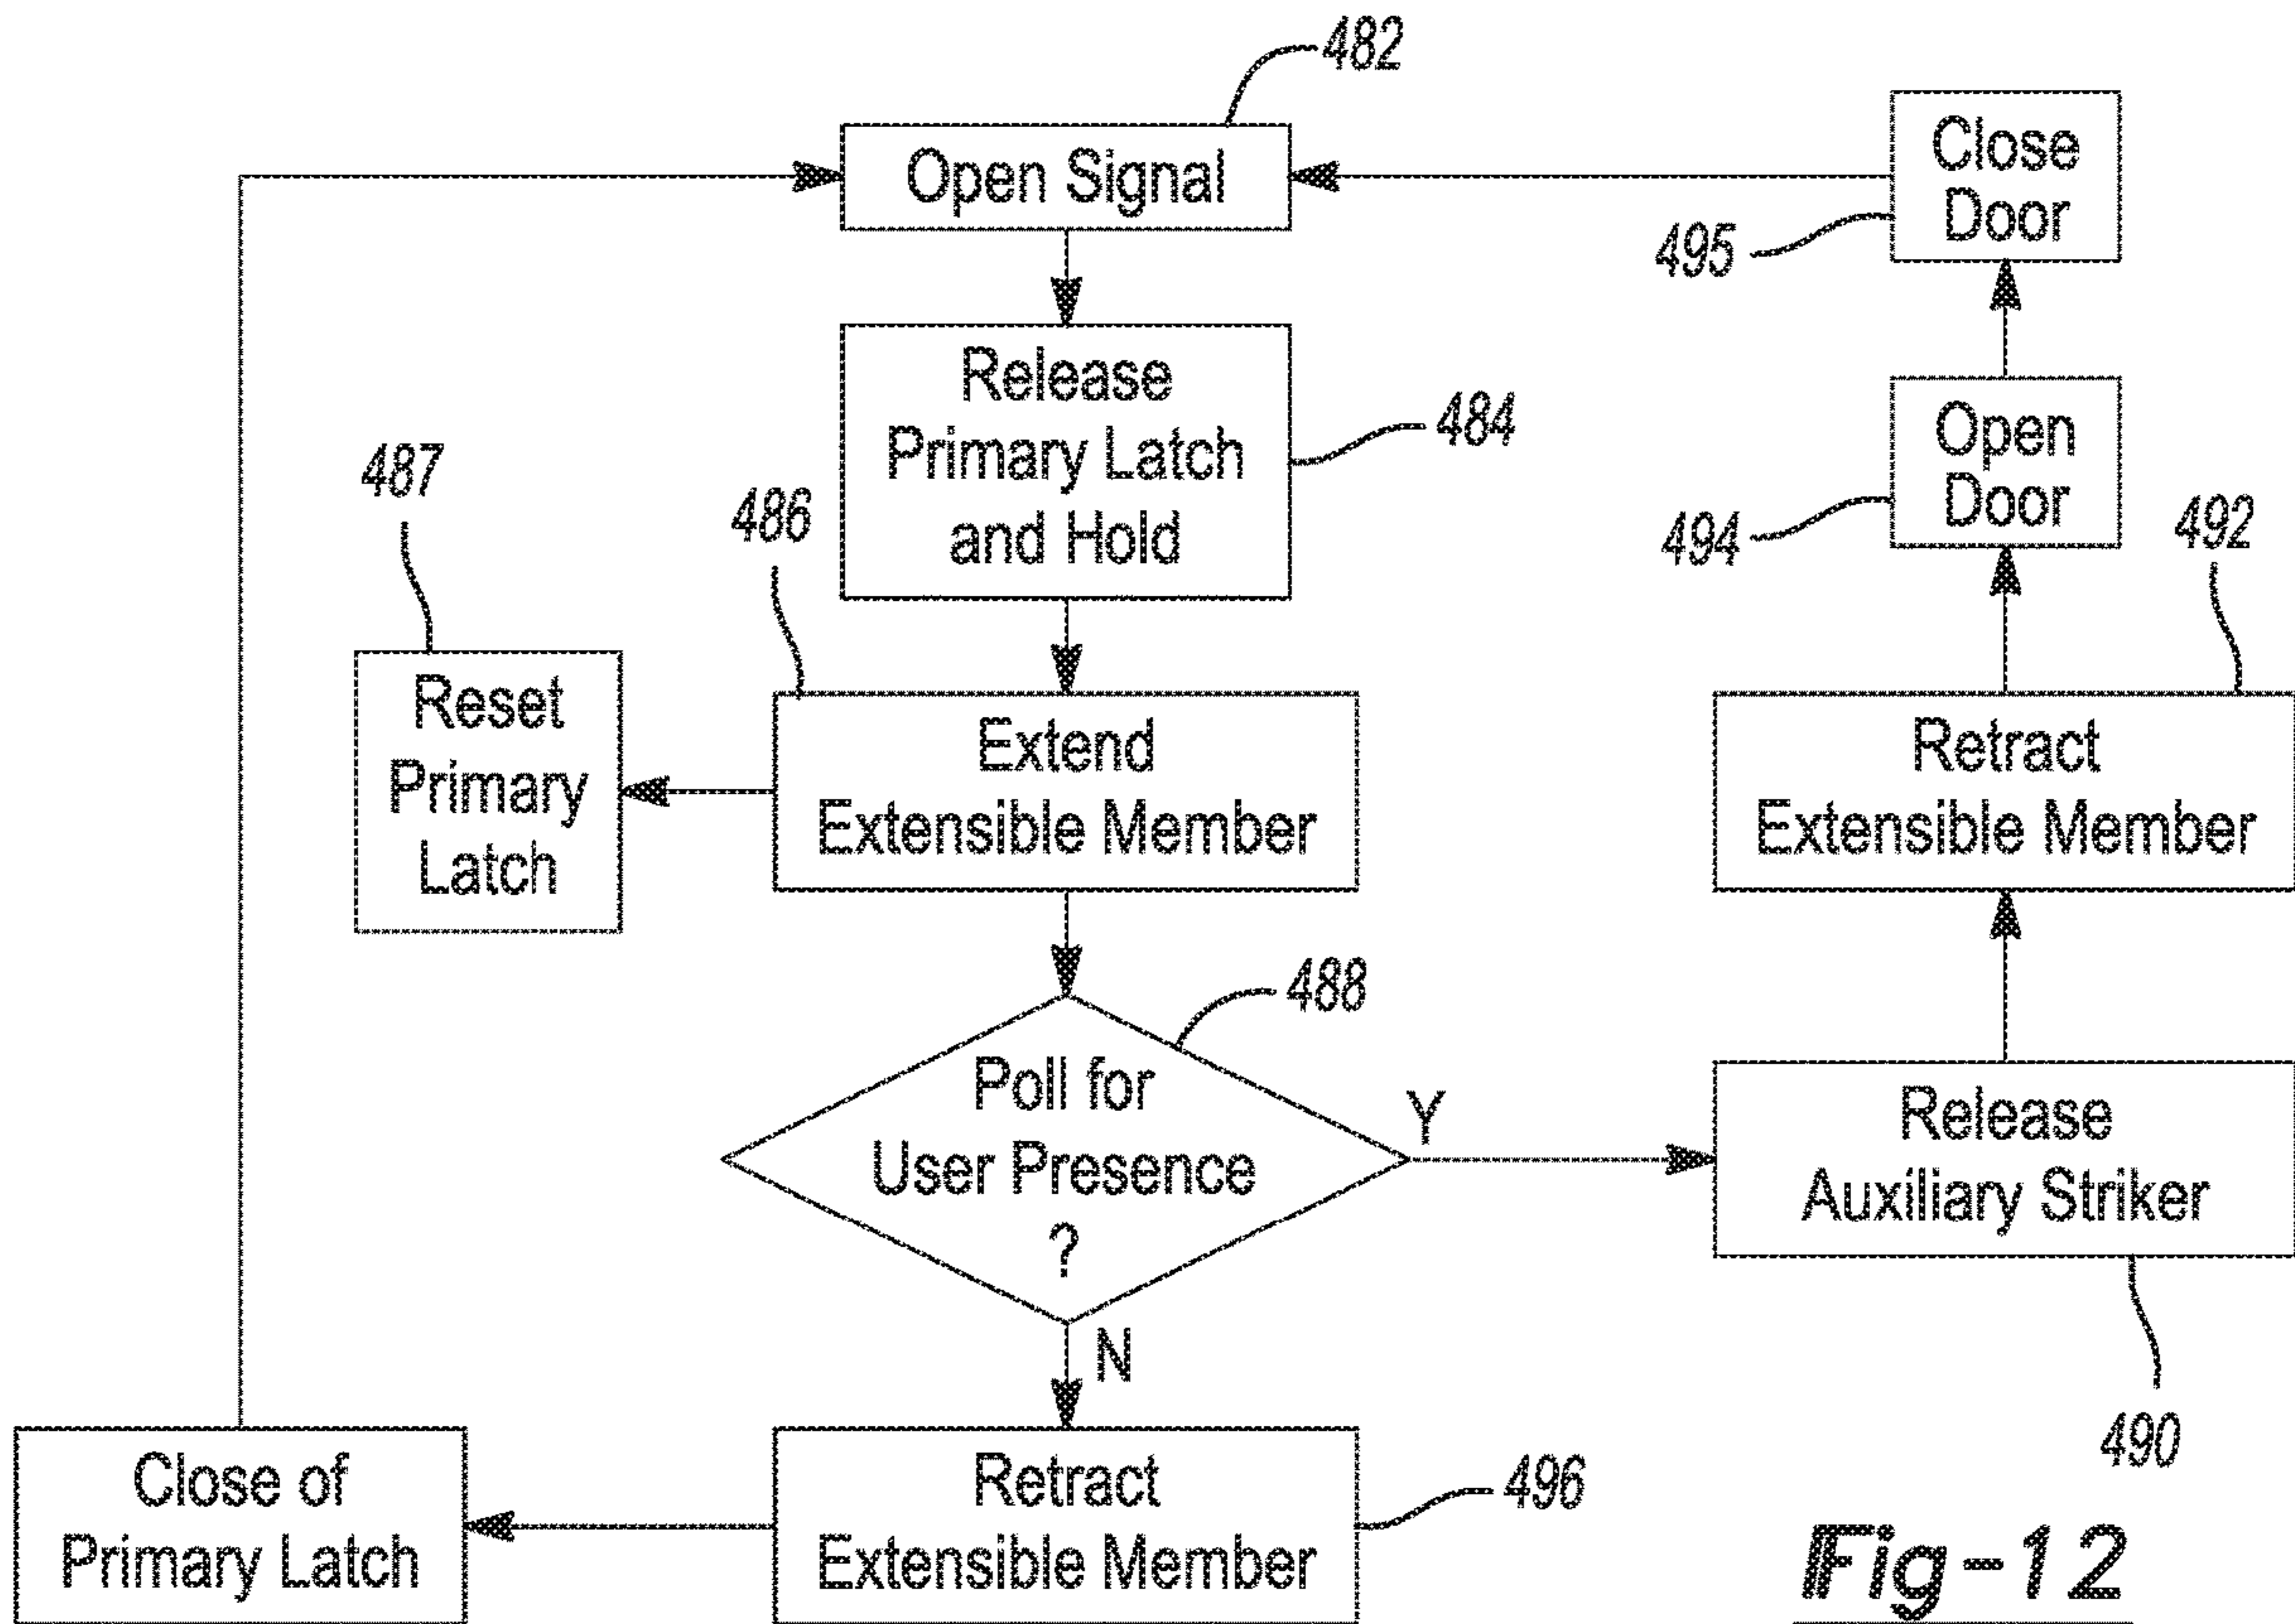 482
Open Signal
Close
Door
495
Release
Primary Latch
and Hold
484
Open
Door
494
487
486
492
Reset
Primary
Latch
Extend
Extensible Member
Retract
Extensible Member
488
Poll for
User Presence
?
Y
N
Release
Auxiliary Striker
490
Close of
Primary Latch
Retract
Extensible Member
496
Fig-12